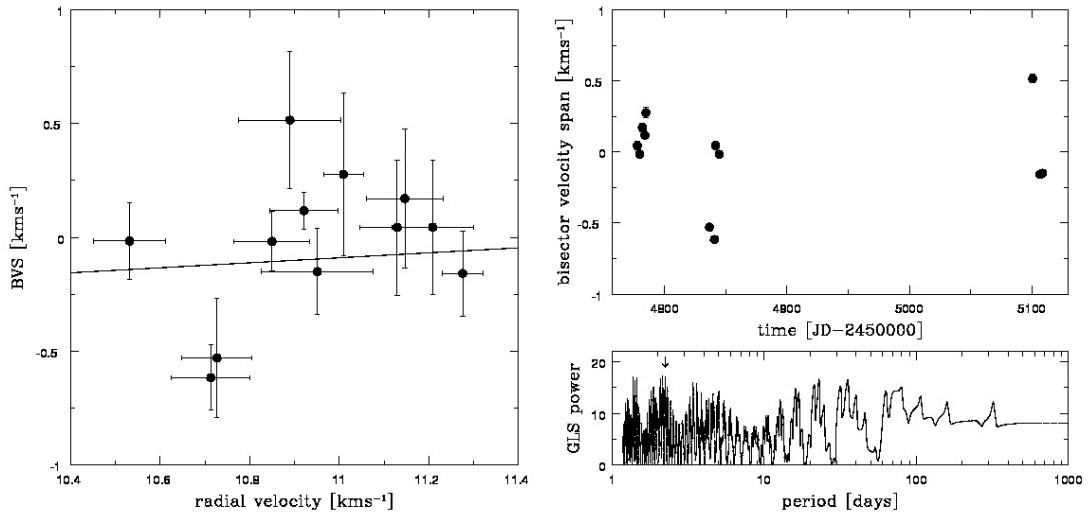 1
0.5
0
-0.5
-1
BVS [kms⁻¹]
10.4 10.6 10.8 11 11.2 11.4
radial velocity [kms⁻¹]
1
0.5
0
-0.5
-1
bisector velocity span [kms⁻¹]
4800 4900 5000 5100
time [JD-2450000]
20
10
0
GLS power
1 10 100 1000
period [days]